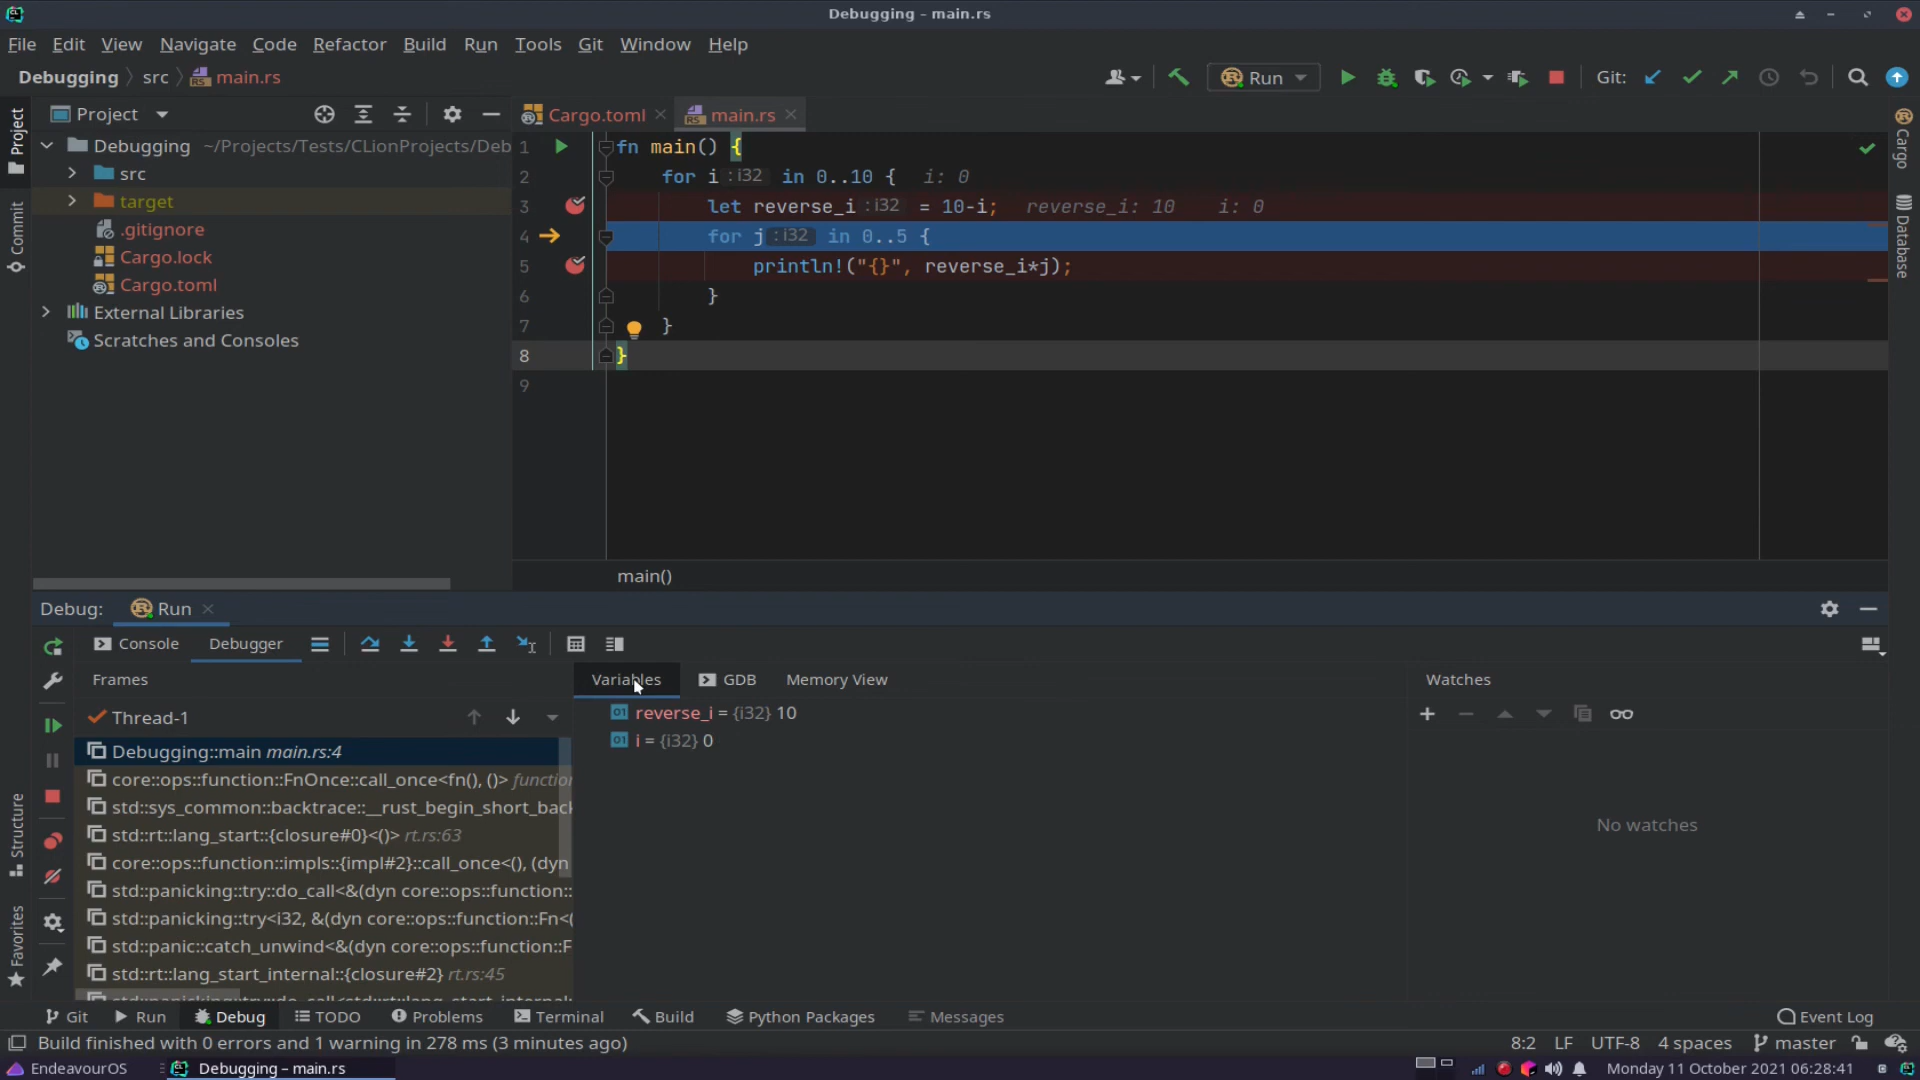 Debugging – main.rs
File Edit View Navigate Code Refactor Build Run Tools Git Window Help
Debugging src main.rs
Run
Git:
Project
Cargo.toml
main.rs
Project
Commit
Structure
Favorites
Cargo
Database
Debugging ~/Projects/Tests/CLionProjects/Deb
src
target
.gitignore
Cargo.lock
Cargo.toml
External Libraries
Scratches and Consoles
1 fn main() {
2 for i : i32 in 0..10 { i: 0
3 let reverse_i : i32 = 10-i; reverse_i: 10 i: 0
4 for j : i32 in 0..5 {
5 println!("{}", reverse_i*j);
6 }
7 }
8 }
9
main()
Debug: Run
Console Debugger
Frames
Variables GDB Memory View
Watches
Thread-1
reverse_i = {i32} 10
i = {i32} 0
No watches
Debugging::main main.rs:4
core::ops::function::FnOnce::call_once<fn(), ()> function
std::sys_common::backtrace::__rust_begin_short_back
std::rt::lang_start::{closure#0}<()> rt.rs:63
core::ops::function::impls::{impl#2}::call_once<(), (dyn
std::panicking::try::do_call<&(dyn core::ops::function::
std::panicking::try<i32, &(dyn core::ops::function::Fn<(
std::panic::catch_unwind<&(dyn core::ops::function::F
std::rt::lang_start_internal::{closure#2} rt.rs:45
Git Run Debug TODO Problems Terminal Build Python Packages Messages Event Log
Build finished with 0 errors and 1 warning in 278 ms (3 minutes ago)
8:2 LF UTF-8 4 spaces master
EndeavourOS
Debugging – main.rs
Monday 11 October 2021 06:28:41